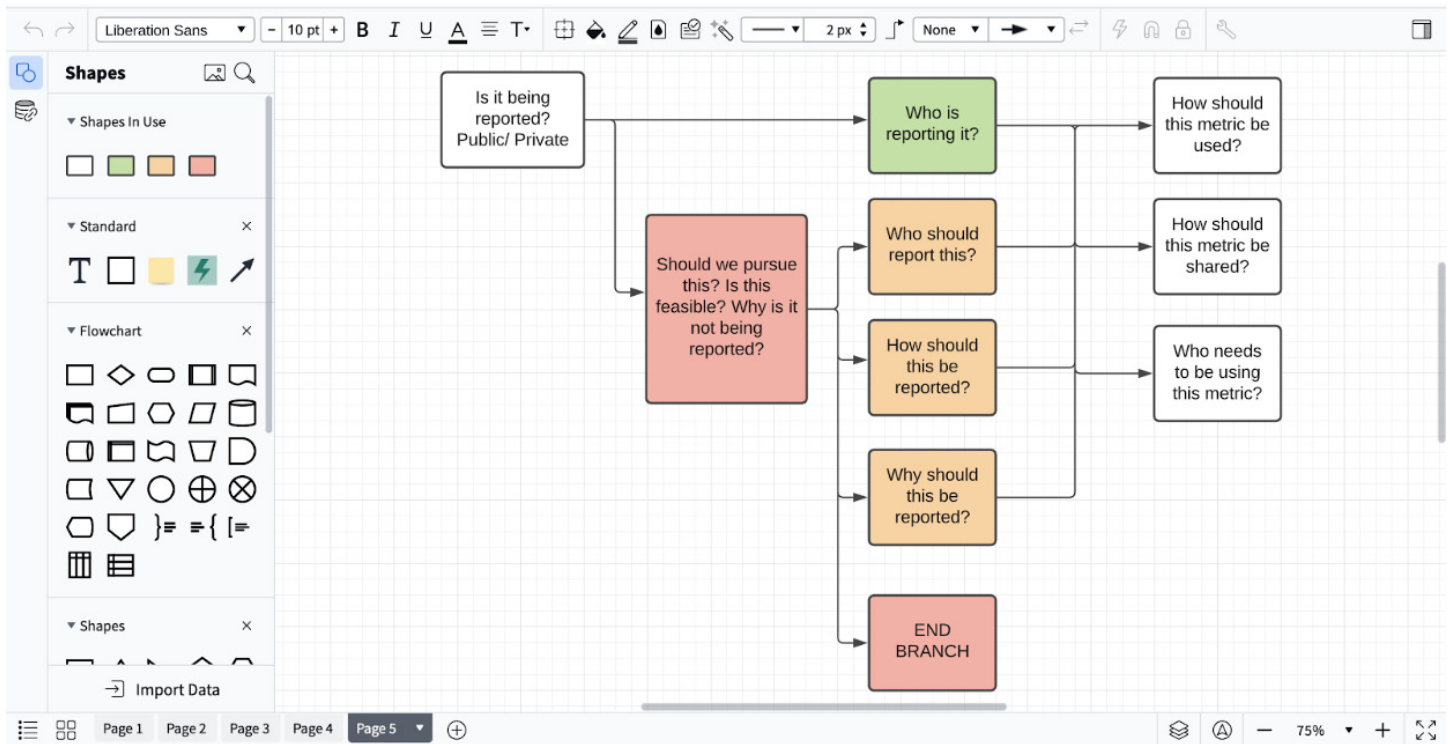 Liberation Sans
- 10 pt +
B I U A T
2 px
None
Shapes
Shapes In Use
Standard
T
Flowchart
Shapes
Import Data
Is it being
reported?
Public/ Private
Should we pursue
this? Is this
feasible? Why is it
not being
reported?
Who is
reporting it?
Who should
report this?
How should
this be
reported?
Why should
this be
reported?
END
BRANCH
How should
this metric be
used?
How should
this metric be
shared?
Who needs
to be using
this metric?
Page 1
Page 2
Page 3
Page 4
Page 5
A
75%